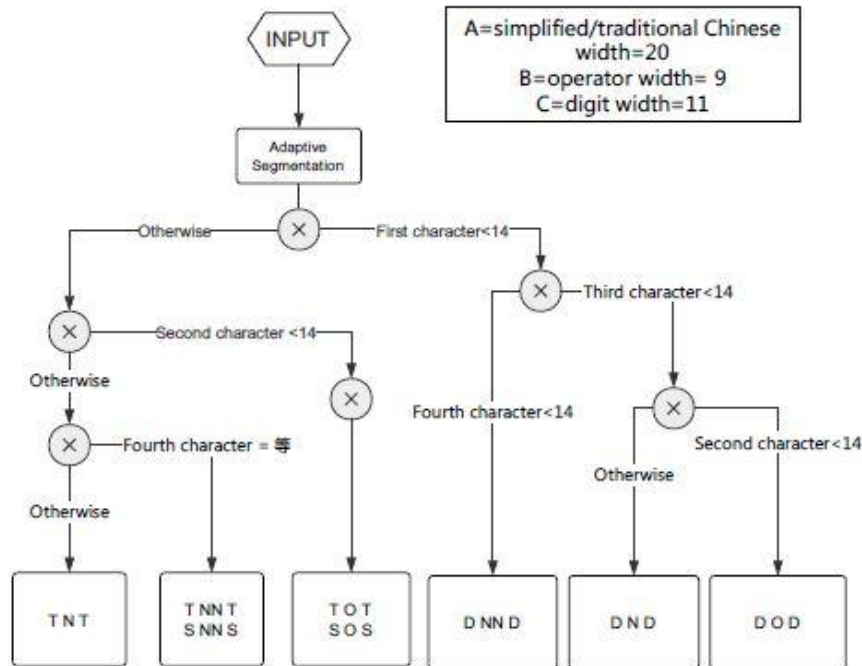 INPUT
A=simplified/traditional Chinese
width=20
B=operator width= 9
C=digit width=11
Adaptive
Segmentation
Otherwise
First character<14
Third character<14
Second character <14
Otherwise
Fourth character<14
Second character<14
Fourth character = 等
Otherwise
Otherwise
T N T
T NN T
S NN S
T O T
S O S
D NN D
D N D
D O D